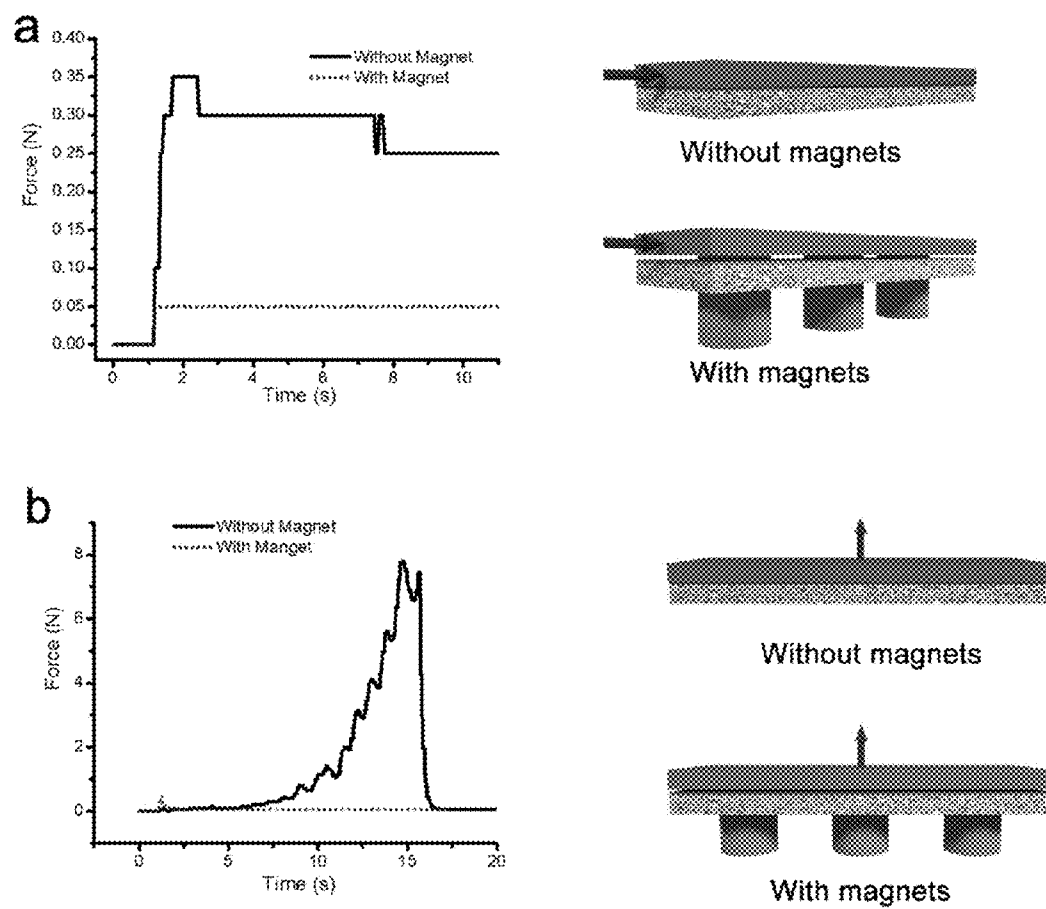 a
0.40
0.35
0.30
0.25
0.20
0.15
0.10
0.05
0.00
Force (N)
0 2 4 6 8 10
Time (s)
Without Magnet
With Magnet
Without magnets
With magnets
b
8
6
4
2
0
Force (N)
0 5 10 15 20
Time (s)
Without Magnet
With Manget
Without magnets
With magnets